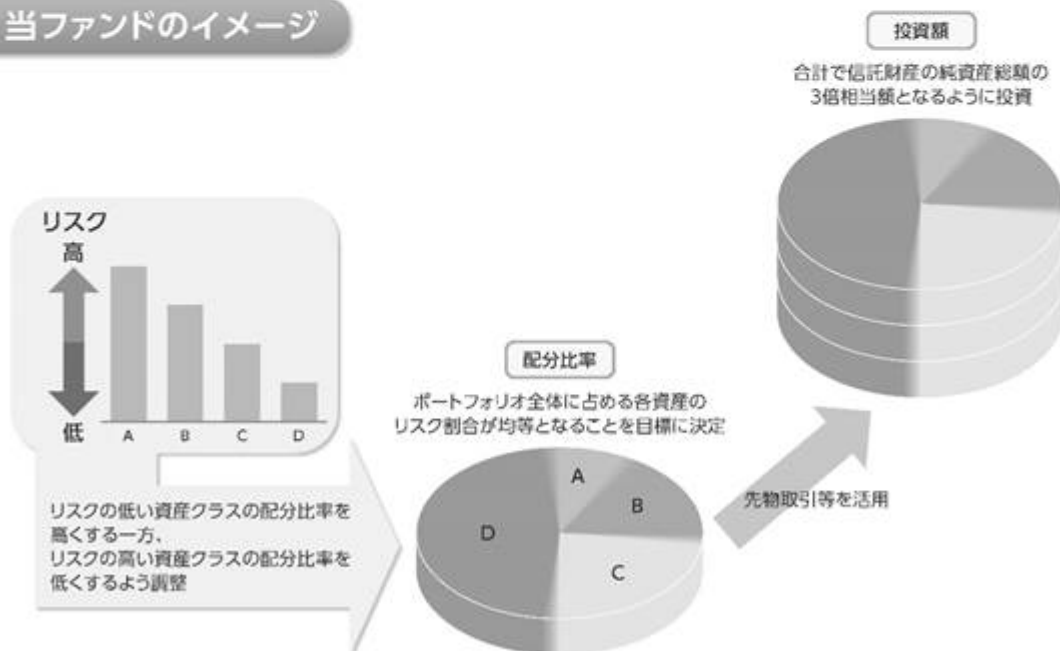 当ファンドのイメージ
投資額
合計で信託財産の純資産総額の
3倍相当額となるように投資
リスク
高
低
A B C D
リスクの低い資産クラスの配分比率を
高くする一方、
リスクの高い資産クラスの配分比率を
低くするよう調整
配分比率
ポートフォリオ全体に占める各資産の
リスク割合が均等となることを目標に決定
A
B
C
D
先物取引等を活用